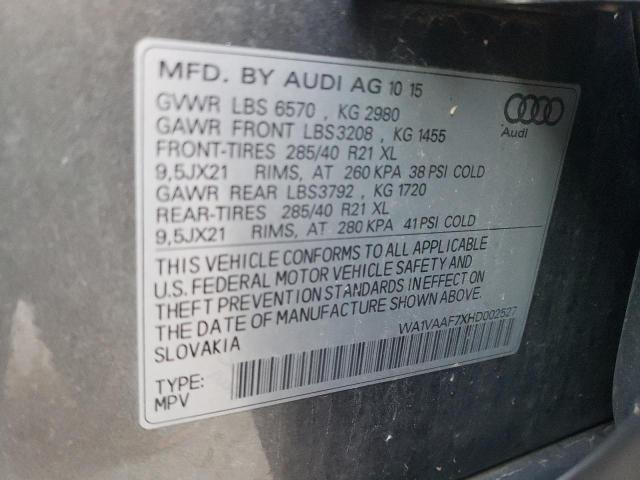 MFD. BY AUDI AG 10 15
GVWR LBS 6570 , KG 2980
GAWR FRONT LBS3208 , KG 1455
FRONT-TIRES 285/40 R21 XL
9,5JX21 RIMS, AT 260 KPA 38 PSI COLD
GAWR REAR LBS3792 , KG 1720
REAR-TIRES 285/40 R21 XL
9,5JX21 RIMS, AT 280 KPA 41 PSI COLD
Audi
THIS VEHICLE CONFORMS TO ALL APPLICABLE
U.S. FEDERAL MOTOR VEHICLE SAFETY AND
THEFT PREVENTION STANDARDS IN EFFECT ON
THE DATE OF MANUFACTURE SHOWN ABOVE.
SLOVAKIA
WA1VAAF7XHD002527
TYPE:
MPV